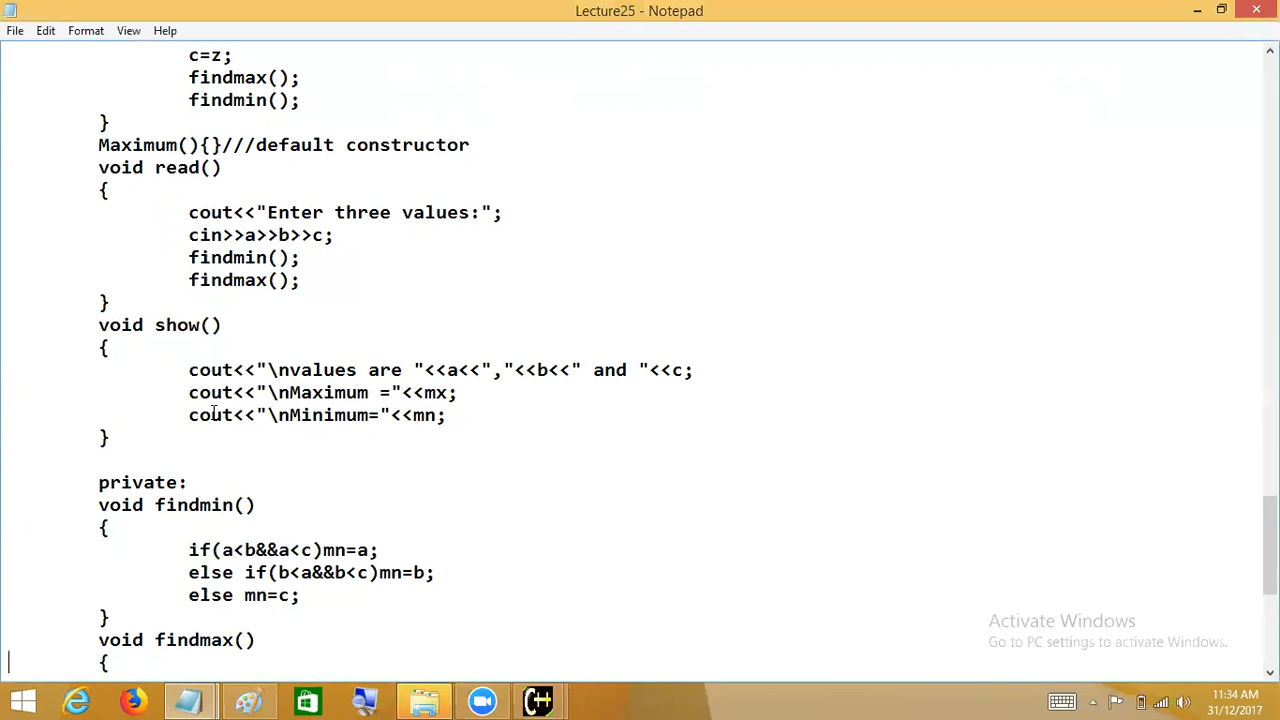 Lecture25 - Notepad
File Edit Format View Help
c=z;
findmax();
findmin();
}
Maximum(){}///default constructor
void read()
{
cout<<"Enter three values:";
cin>>a>>b>>c;
findmin();
findmax();
}
void show()
{
cout<<"\nvalues are "<<a<<","<<b<<" and "<<c;
cout<<"\nMaximum ="<<mx;
cout<<"\nMinimum="<<mn;
}
private:
void findmin()
{
if(a<b&&a<c)mn=a;
else if(b<a&&b<c)mn=b;
else mn=c;
}
void findmax()
{
Activate Windows
Go to PC settings to activate Windows.
C++
11:34 AM
31/12/2017